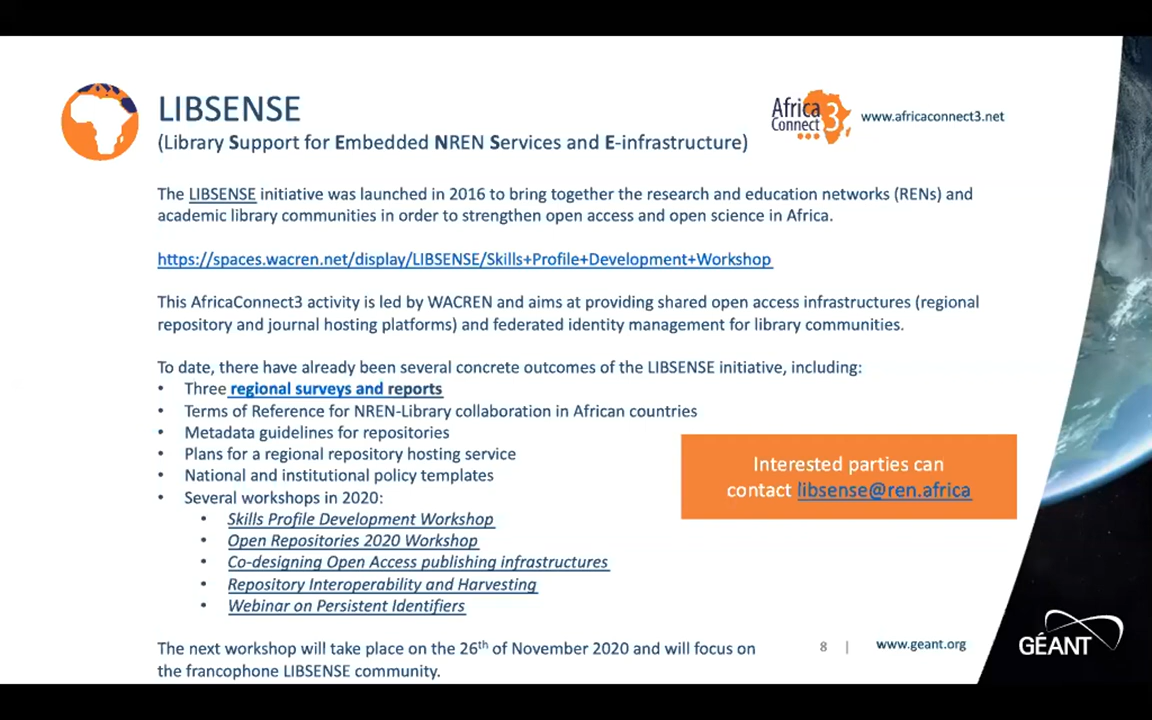 LIBSENSE
(Library Support for Embedded NREN Services and E-infrastructure)
Africa
Connect 3
www.africaconnect3.net
The LIBSENSE initiative was launched in 2016 to bring together the research and education networks (RENs) and
academic library communities in order to strengthen open access and open science in Africa.
https://spaces.wacren.net/display/LIBSENSE/Skills+Profile+Development+Workshop
This AfricaConnect3 activity is led by WACREN and aims at providing shared open access infrastructures (regional
repository and journal hosting platforms) and federated identity management for library communities.
To date, there have already been several concrete outcomes of the LIBSENSE initiative, including:
• Three regional surveys and reports
• Terms of Reference for NREN-Library collaboration in African countries
• Metadata guidelines for repositories
• Plans for a regional repository hosting service
• National and institutional policy templates
• Several workshops in 2020:
• Skills Profile Development Workshop
• Open Repositories 2020 Workshop
• Co-designing Open Access publishing infrastructures
• Repository Interoperability and Harvesting
• Webinar on Persistent Identifiers
Interested parties can
contact libsense@ren.africa
The next workshop will take place on the 26th of November 2020 and will focus on
the francophone LIBSENSE community.
8 |
www.geant.org
GÉANT